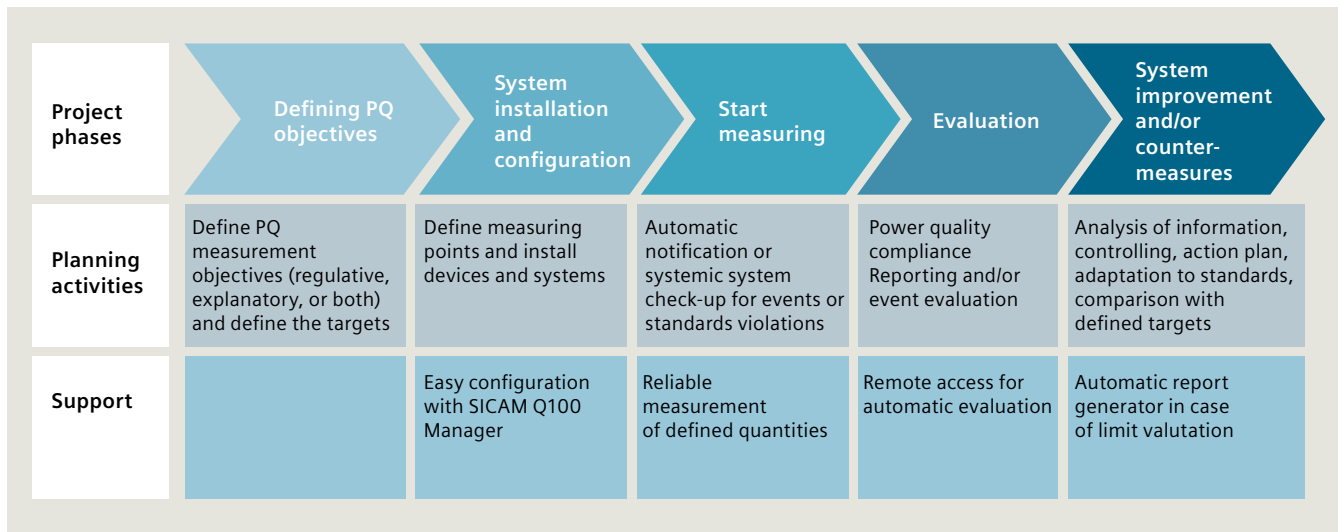 Project
phases
Defining PQ
objectives
System
installation
and
configuration
Start
measuring
Evaluation
System
improvement
and/or
counter-
measures
Planning
activities
Define PQ
measurement
objectives (regulative,
explanatory, or both)
and define the targets
Define measuring
points and install
devices and systems
Automatic
notification or
systemic system
check-up for events or
standards violations
Power quality
compliance
Reporting and/or
event evaluation
Analysis of information,
controlling, action plan,
adaptation to standards,
comparison with
defined targets
Support
Easy configuration
with SICAM Q100
Manager
Reliable
measurement
of defined quantities
Remote access for
automatic evaluation
Automatic report
generator in case
of limit valutation